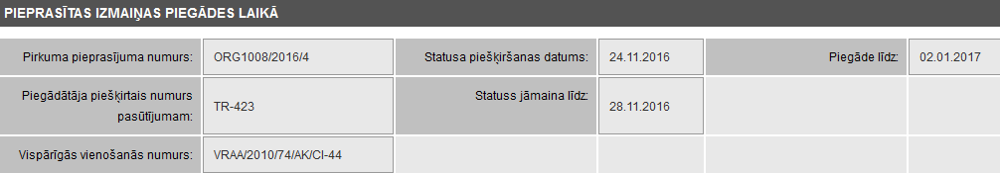 PIEPRASĪTAS IZMAIŅAS PIEGĀDES LAIKĀ
Pirkuma pieprasījuma numurs: ORG1008/2016/4 Statusa piešķiršanas datums: 24.11.2016 Piegāde līdz: 02.01.2017
Piegādātāja piešķirtais numurs
pasūtījumam: TR-423 Statuss jāmaina līdz: 28.11.2016
Vispārīgās vienošanās numurs: VRAA/2010/74/AK/CI-44